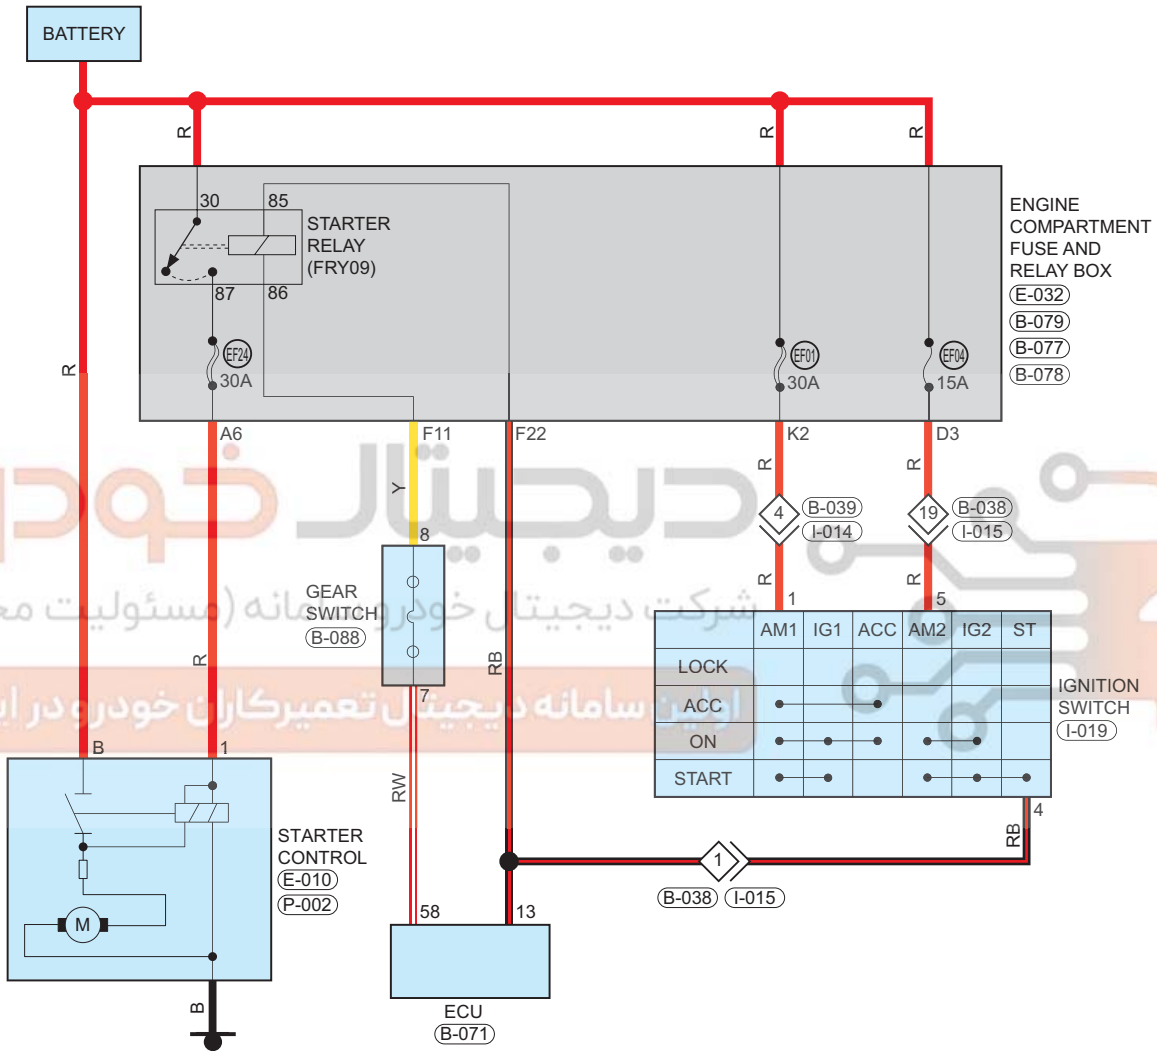 BATTERY
R
R
R
30
85
STARTER
RELAY
(FRY09)
87
86
EF24
30A
EF01
30A
EF04
15A
ENGINE
COMPARTMENT
FUSE AND
RELAY BOX
E-032
B-079
B-077
B-078
R
A6
F11
F22
K2
D3
دیجیتال خودرو
Y
R
R
4
B-039
I-014
19
B-038
I-015
8
R
R
1
5
شرکت دیجیتال خودرو سامانه (مسئولیت
GEAR
SWITCH
B-088
7
AM1 IG1 ACC AM2 IG2 ST
LOCK
ACC
ON
START
IGNITION
SWITCH
I-019
R
RB
اولین سامانه دیجیتال تعمیرکاران خودرو در
B
1
RW
4
RB
STARTER
CONTROL
E-010
P-002
M
1
B-038
I-015
58
13
B
ECU
B-071